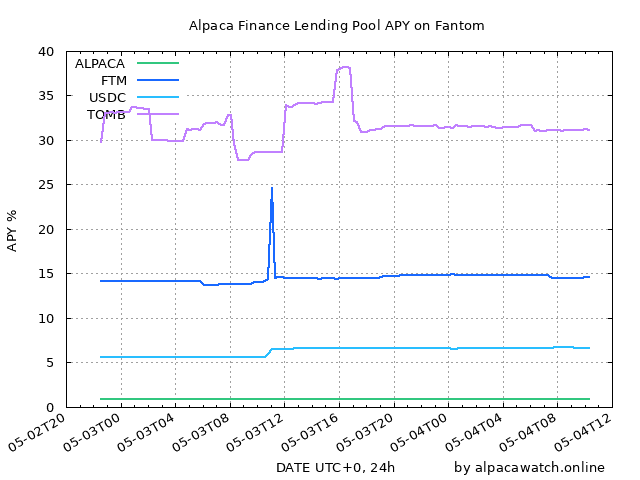 Alpaca Finance Lending Pool APY on Fantom
40
35
30
25
20
15
10
5
0
APY %
ALPACA
FTM
USDC
TOMB
05-02T20
05-03T00
05-03T04
05-03T08
05-03T12
05-03T16
05-03T20
05-04T00
05-04T04
05-04T08
05-04T12
DATE UTC+0, 24h
by alpacawatch.online